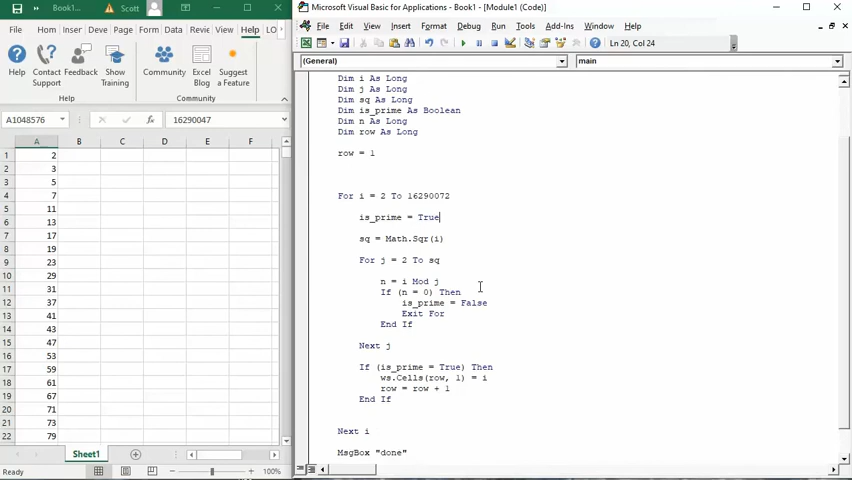 Book1...
Scott
File
Hom
Inser
Draw
Page
Form
Data
Revie
View
Help
LO
Help
Contact
Support
Feedback
Show
Training
Community
Excel
Blog
Suggest
a Feature
Help
Community
A1048576
16290047
A B C D E F
1 2
2 3
3 5
4 7
5 11
6 13
7 17
8 19
9 23
10 29
11 31
12 37
13 41
14 43
15 47
16 53
17 59
18 61
19 67
20 71
21 73
22 79
Sheet1
Ready
100%
Microsoft Visual Basic for Applications - Book1 - [Module1 (Code)]
File Edit View Insert Format Debug Run Tools Add-Ins Window Help
Ln 20, Col 24
(General)
main
Dim i As Long
Dim j As Long
Dim sq As Long
Dim is_prime As Boolean
Dim n As Long
Dim row As Long
row = 1
For i = 2 To 16290072
is_prime = True
sq = Math.Sqr(i)
For j = 2 To sq
n = i Mod j
If (n = 0) Then
is_prime = False
Exit For
End If
Next j
If (is_prime = True) Then
ws.Cells(row, 1) = i
row = row + 1
End If
Next i
MsgBox "done"